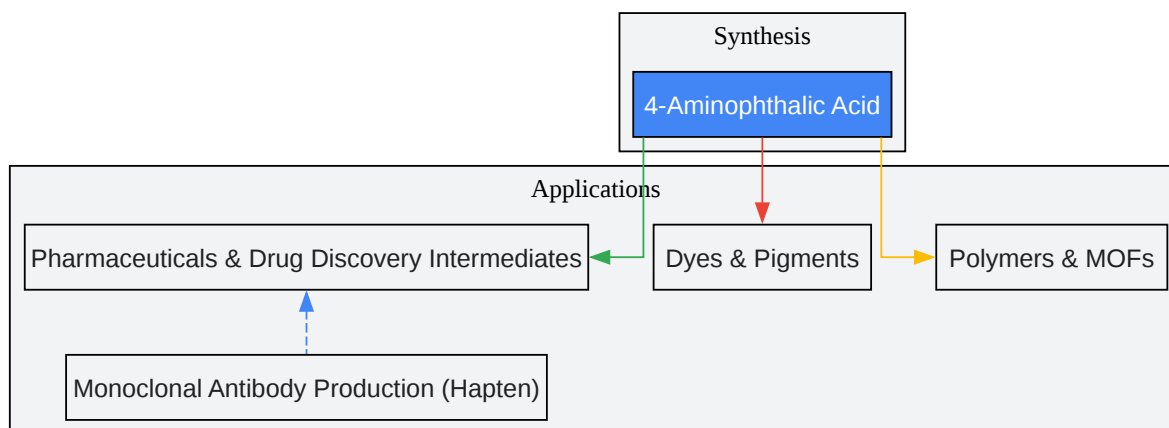 Synthesis
4-Aminophthalic Acid
Applications
Pharmaceuticals & Drug Discovery Intermediates
Dyes & Pigments
Polymers & MOFs
Monoclonal Antibody Production (Hapten)